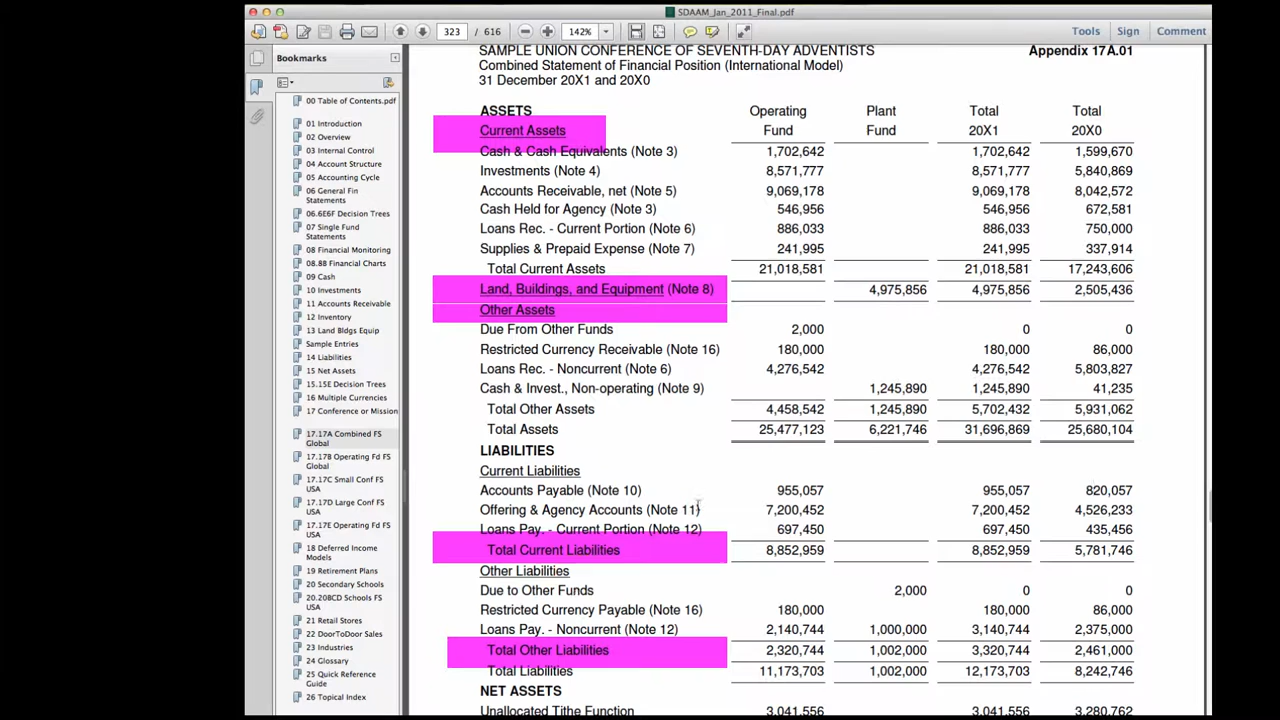 SDAAM_Jan_2011_Final.pdf
323 / 616 142% Tools Sign Comment
Bookmarks
00 Table of Contents.pdf
01 Introduction
02 Overview
03 Internal Control
04 Account Structure
05 Accounting Cycle
06 General Fin
Statements
06.6E6F Decision Trees
07 Single Fund
Statements
08 Financial Monitoring
08.8B Financial Charts
09 Cash
10 Investments
11 Accounts Receivable
12 Inventory
13 Land Bldgs Equip
Sample Entries
14 Liabilities
15 Net Assets
15.15E Decision Trees
16 Multiple Currencies
17 Conference or Mission
17.17A Combined FS
Global
17.17B Operating Fd FS
Global
17.17C Small Conf FS
USA
17.17D Large Conf FS
USA
17.17E Operating Fd FS
USA
18 Deferred Income
Models
19 Retirement Plans
20 Secondary Schools
20.20BCD Schools FS
USA
21 Retail Stores
22 DoorToDoor Sales
23 Industries
24 Glossary
25 Quick Reference
Guide
26 Topical Index
SAMPLE UNION CONFERENCE OF SEVENTH-DAY ADVENTISTS Appendix 17A.01
Combined Statement of Financial Position (International Model)
31 December 20X1 and 20X0
ASSETS Operating Plant Total Total
Current Assets Fund Fund 20X1 20X0
Cash & Cash Equivalents (Note 3) 1,702,642 1,702,642 1,599,670
Investments (Note 4) 8,571,777 8,571,777 5,840,869
Accounts Receivable, net (Note 5) 9,069,178 9,069,178 8,042,572
Cash Held for Agency (Note 3) 546,956 546,956 672,581
Loans Rec. - Current Portion (Note 6) 886,033 886,033 750,000
Supplies & Prepaid Expense (Note 7) 241,995 241,995 337,914
Total Current Assets 21,018,581 21,018,581 17,243,606
Land, Buildings, and Equipment (Note 8) 4,975,856 4,975,856 2,505,436
Other Assets
Due From Other Funds 2,000 0 0
Restricted Currency Receivable (Note 16) 180,000 180,000 86,000
Loans Rec. - Noncurrent (Note 6) 4,276,542 4,276,542 5,803,827
Cash & Invest., Non-operating (Note 9) 1,245,890 1,245,890 41,235
Total Other Assets 4,458,542 1,245,890 5,702,432 5,931,062
Total Assets 25,477,123 6,221,746 31,696,869 25,680,104
LIABILITIES
Current Liabilities
Accounts Payable (Note 10) 955,057 955,057 820,057
Offering & Agency Accounts (Note 11) 7,200,452 7,200,452 4,526,233
Loans Pay. - Current Portion (Note 12) 697,450 697,450 435,456
Total Current Liabilities 8,852,959 8,852,959 5,781,746
Other Liabilities
Due to Other Funds 2,000 0 0
Restricted Currency Payable (Note 16) 180,000 180,000 86,000
Loans Pay. - Noncurrent (Note 12) 2,140,744 1,000,000 3,140,744 2,375,000
Total Other Liabilities 2,320,744 1,002,000 3,320,744 2,461,000
Total Liabilities 11,173,703 1,002,000 12,173,703 8,242,746
NET ASSETS
Unallocated Tithe Function 3,041,556 3,041,556 3,280,762